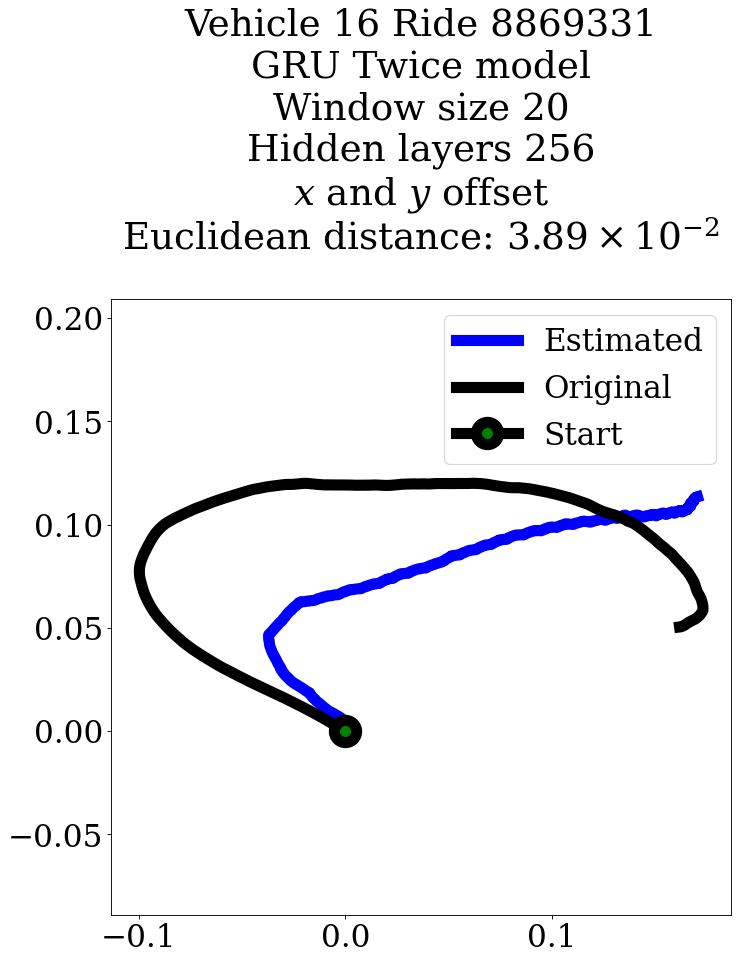 Vehicle 16 Ride 8869331
GRU Twice model
Window size 20
Hidden layers 256
x and y offset
Euclidean distance: 3.89 × 10⁻²
Estimated
Original
Start
0.20
0.15
0.10
0.05
0.00
−0.05
−0.1 0.0 0.1